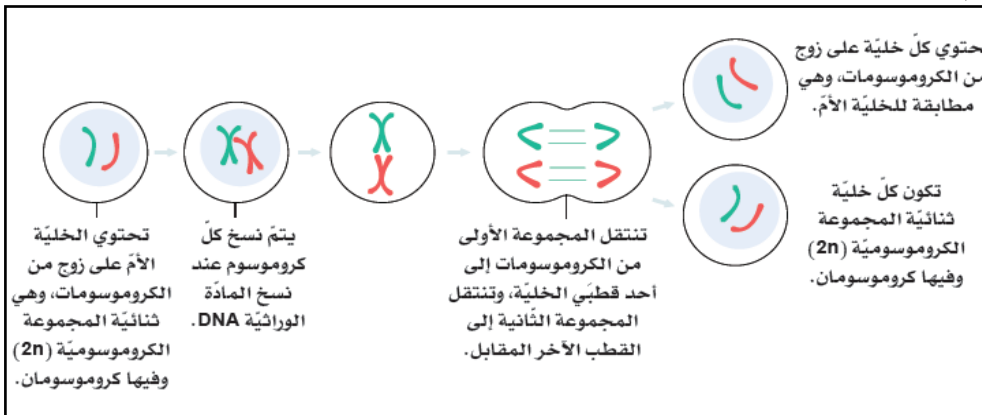 حتوي كلّ خليّة على زوج
من الكروموسومات، وهي
مطابقة للخليّة الأمّ.
تكون كلّ خليّة
ثنائيّة المجموعة
الكروموسوميّة (2n)
وفيها كروموسومان.
تنتقل المجموعة الأولى
من الكروموسومات إلى
أحد قطبَي الخليّة، وتنتقل
المجموعة الثّانية إلى
القطب الآخر المقابل.
يتمّ نسخ كلّ
كروموسوم عند
نسخ المادّة
الوراثيّة DNA.
تحتوي الخليّة
الأمّ على زوج من
الكروموسومات، وهي
ثنائيّة المجموعة
الكروموسوميّة (2n)
وفيها كروموسومان.